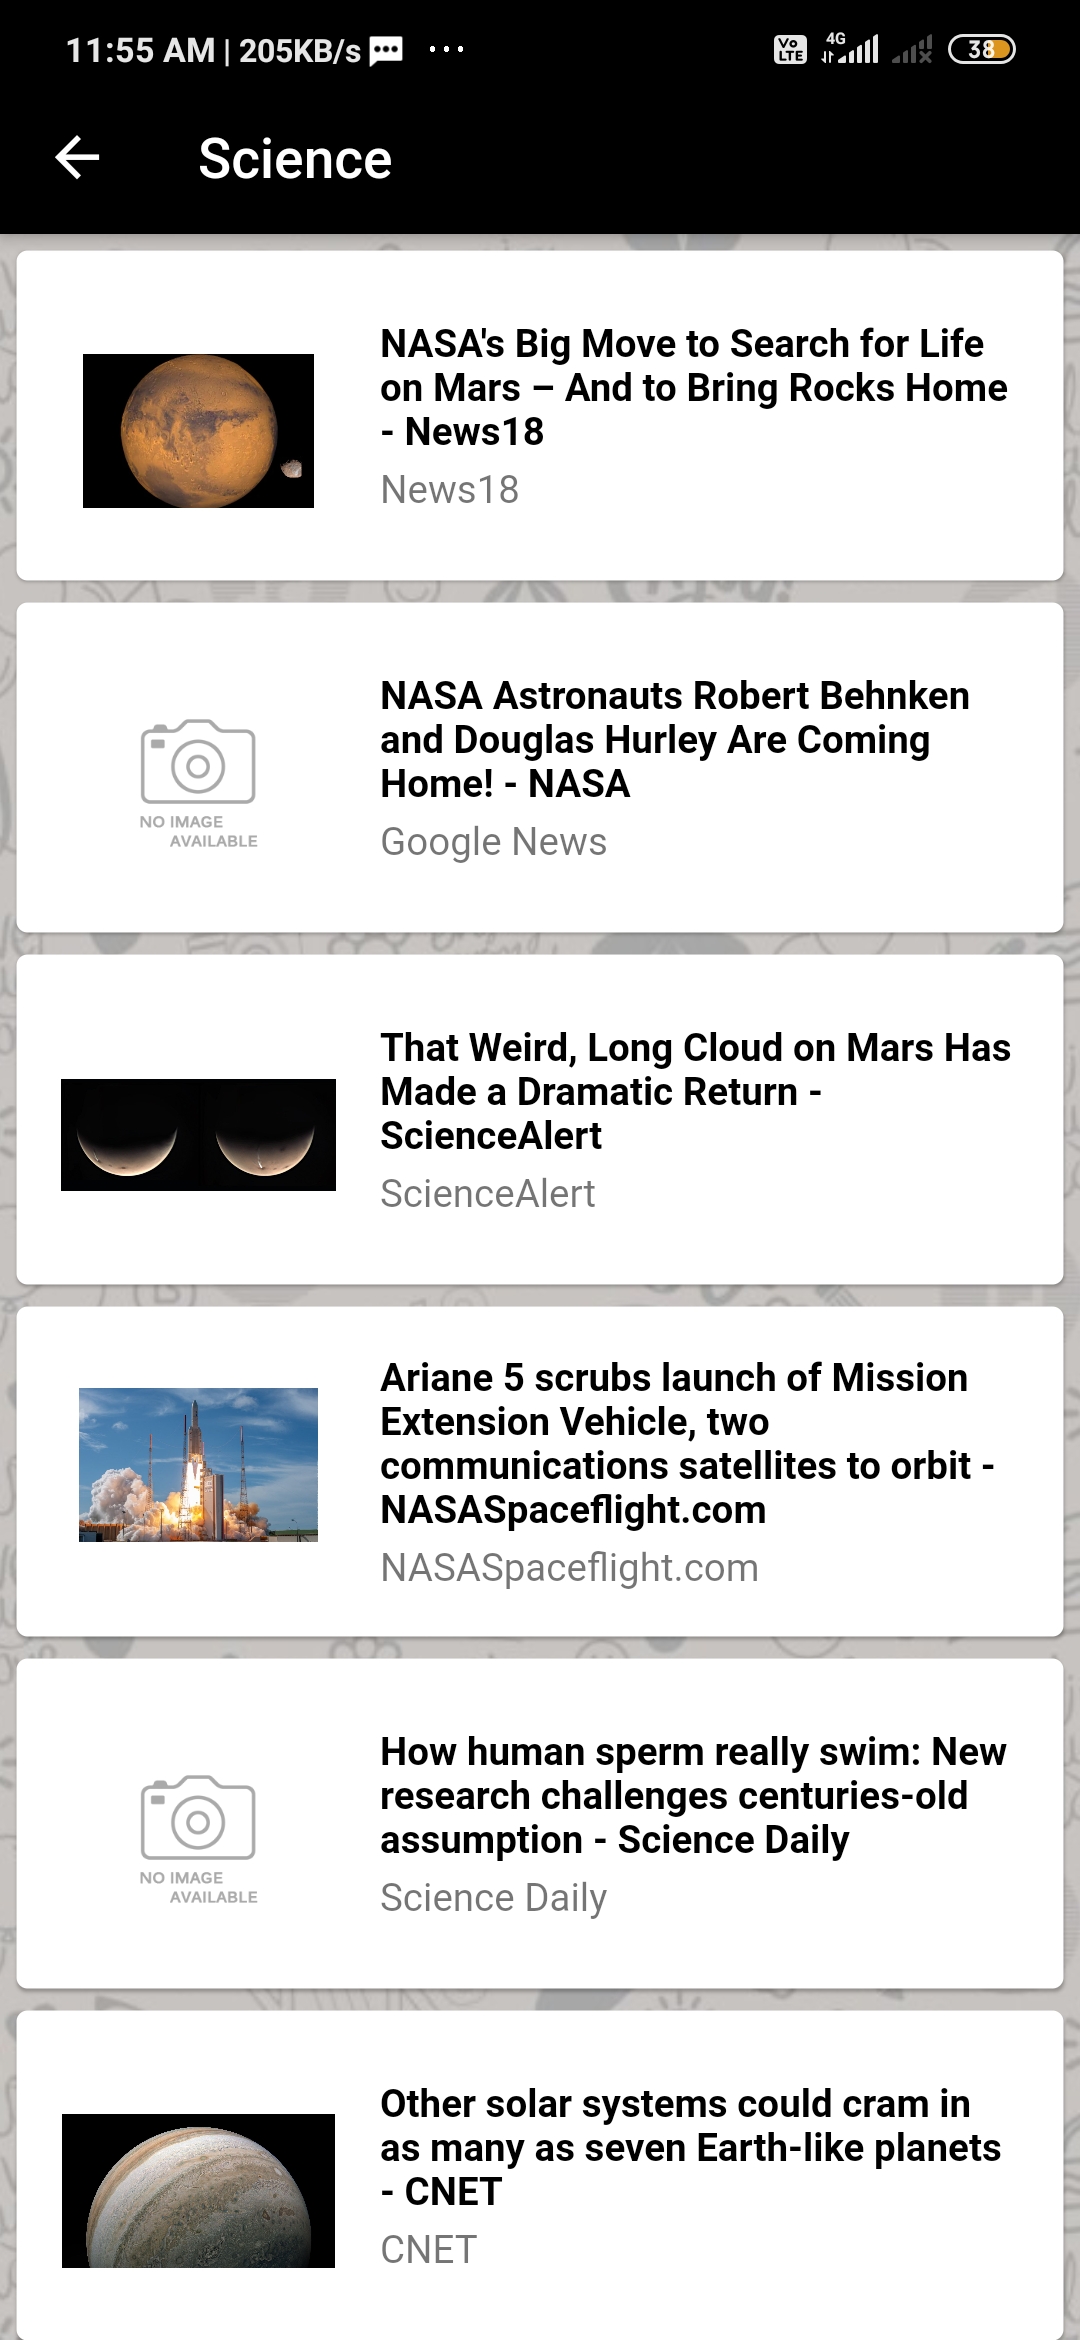 11:55 AM | 205KB/s
Vo LTE
4G
38
Science
NASA's Big Move to Search for Life
on Mars – And to Bring Rocks Home
- News18
News18
NASA Astronauts Robert Behnken
and Douglas Hurley Are Coming
Home! - NASA
Google News
NO IMAGE
AVAILABLE
That Weird, Long Cloud on Mars Has
Made a Dramatic Return -
ScienceAlert
ScienceAlert
Ariane 5 scrubs launch of Mission
Extension Vehicle, two
communications satellites to orbit -
NASASpaceflight.com
NASASpaceflight.com
How human sperm really swim: New
research challenges centuries-old
assumption - Science Daily
Science Daily
NO IMAGE
AVAILABLE
Other solar systems could cram in
as many as seven Earth-like planets
- CNET
CNET